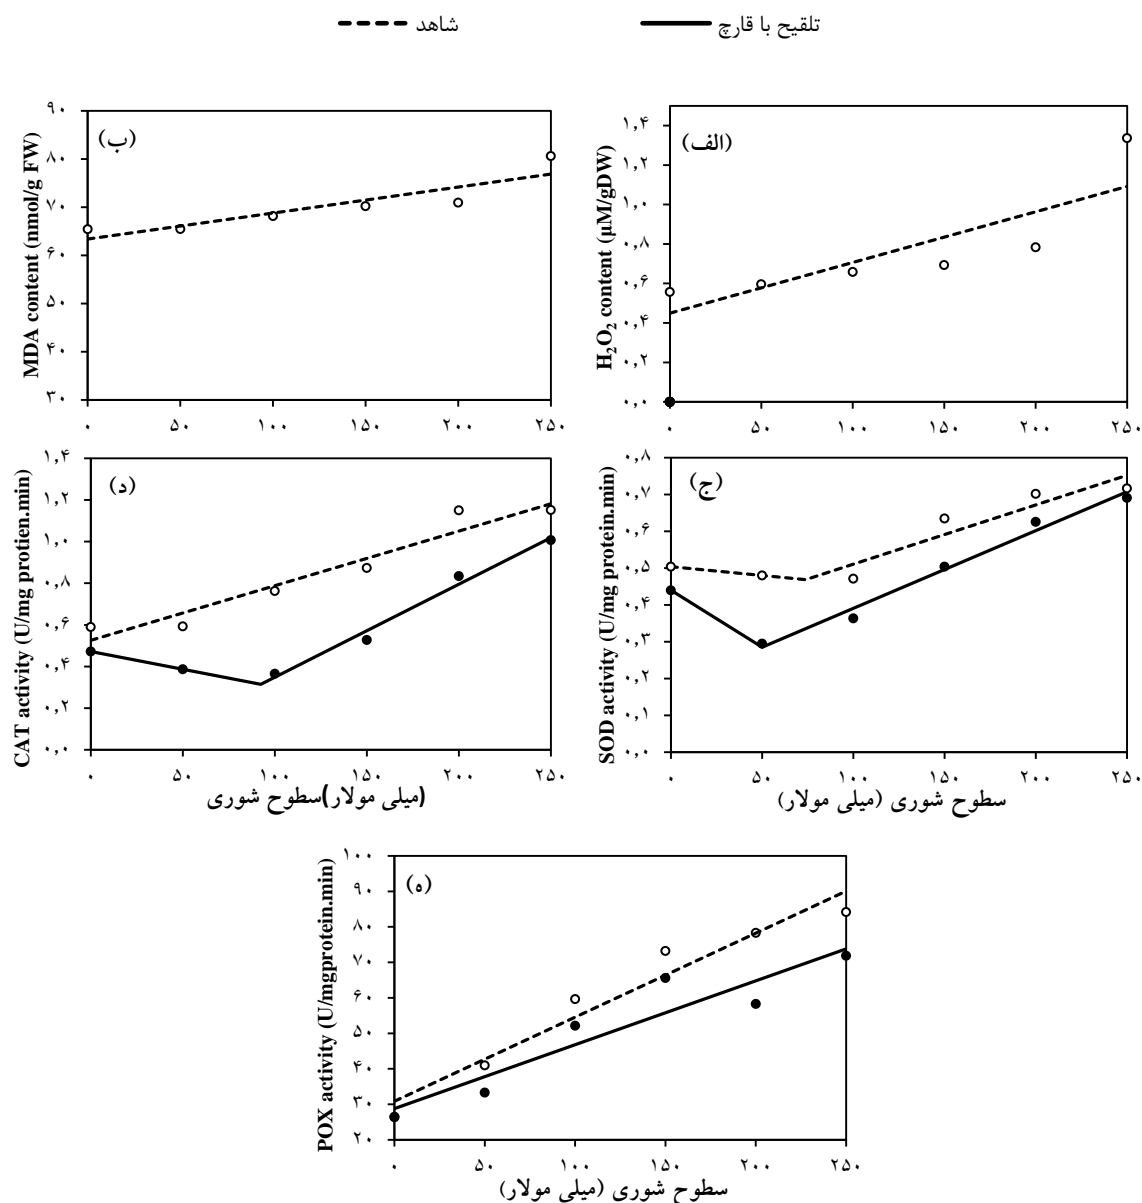 تلقیح با قارچ
شاهد
(الف)
H₂O₂ content (µM/gDW)
۱,۴
۱,۲
۱,۰
۰,۸
۰,۶
۰,۴
۰,۲
۰,۰
۰ ۵۰ ۱۰۰ ۱۵۰ ۲۰۰ ۲۵۰
(ب)
MDA content (nmol/g FW)
۹۰
۸۰
۷۰
۶۰
۵۰
۴۰
۳۰
۰ ۵۰ ۱۰۰ ۱۵۰ ۲۰۰ ۲۵۰
(ج)
SOD activity (U/mg protein.min)
۰,۸
۰,۷
۰,۶
۰,۵
۰,۴
۰,۳
۰,۲
۰,۱
۰,۰
۰ ۵۰ ۱۰۰ ۱۵۰ ۲۰۰ ۲۵۰
سطوح شوری (میلی مولار)
(د)
CAT activity (U/mg protien.min)
۱,۴
۱,۲
۱,۰
۰,۸
۰,۶
۰,۴
۰,۲
۰,۰
۰ ۵۰ ۱۰۰ ۱۵۰ ۲۰۰ ۲۵۰
(میلی مولار)سطوح شوری
(ه)
POX activity (U/mgprotein.min)
۱۰۰
۹۰
۸۰
۷۰
۶۰
۵۰
۴۰
۳۰
۲۰
۰ ۵۰ ۱۰۰ ۱۵۰ ۲۰۰ ۲۵۰
سطوح شوری (میلی مولار)